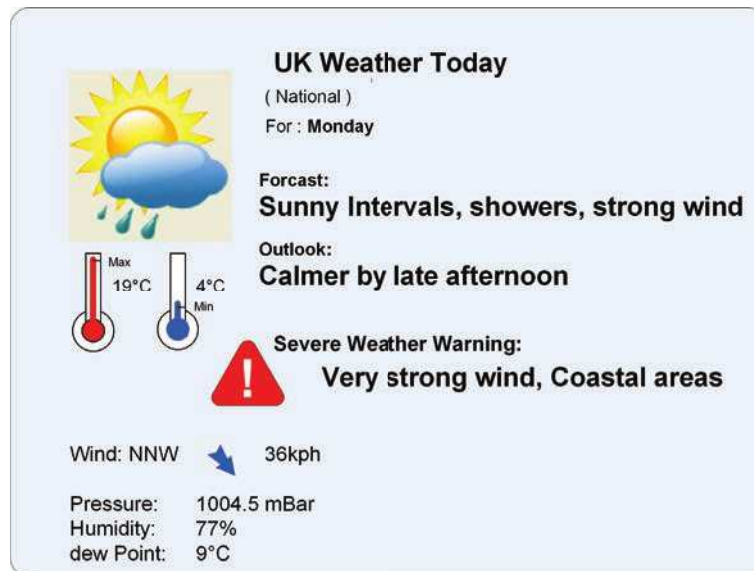 UK Weather Today
( National )
For : Monday
Forcast:
Sunny Intervals, showers, strong wind
Outlook:
Calmer by late afternoon
Max
19°C
4°C
Min
Severe Weather Warning:
!
Very strong wind, Coastal areas
Wind: NNW 36kph
Pressure: 1004.5 mBar
Humidity: 77%
dew Point: 9°C